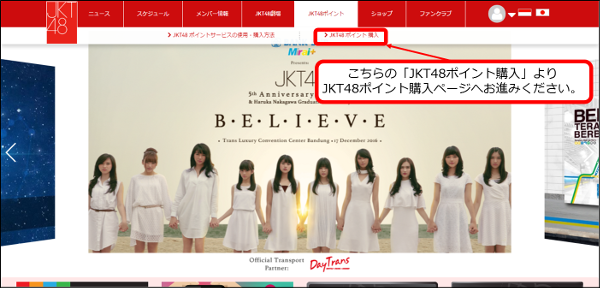 JKT
48
ニュース
スケジュール
メンバー情報
JKT48劇場
JKT48ポイント
ショップ
ファンクラブ
> JKT48 ポイントサービスの使用・購入方法
> JKT48 ポイント 購入
こちらの「JKT48ポイント購入」より
JKT48ポイント購入ページへお進みください。
Presents
JKT4
5th Anniversary
& Haruka Nakagawa Graduat
B·E·L·I·E·V·E
• Trans Luxury Convention Center Bandung • 17 December 2016 •
Official Transport
Partner:
DayTrans
BE
TERA
BER